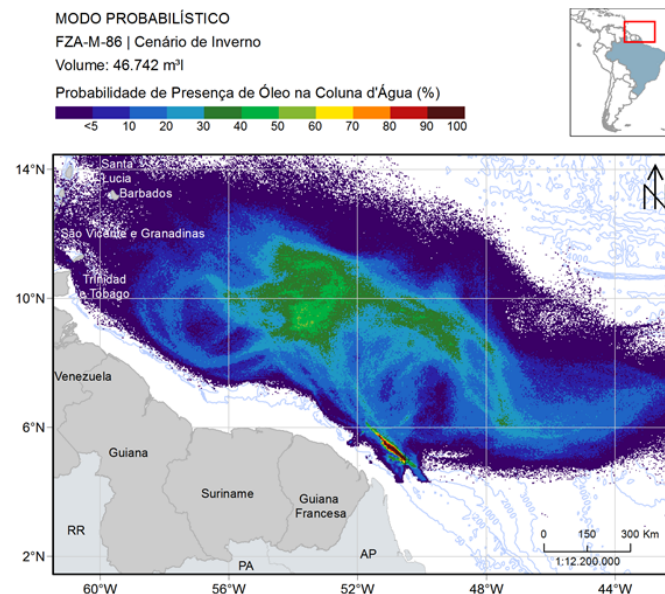 MODO PROBABILÍSTICO
FZA-M-86 | Cenário de Inverno
Volume: 46.742 m³l
Probabilidade de Presença de Óleo na Coluna d'Água (%)
<5 10 20 30 40 50 60 70 80 90 100
14°N
Santa
Lucia
Barbados
São Vicente e Granadinas
Trinidad
e Tobago
10°N
Venezuela
6°N
Guiana
Suriname
Guiana
Francesa
RR
PA
AP
2°N
0 150 300 Km
1:12.200.000
60°W 56°W 52°W 48°W 44°W
N